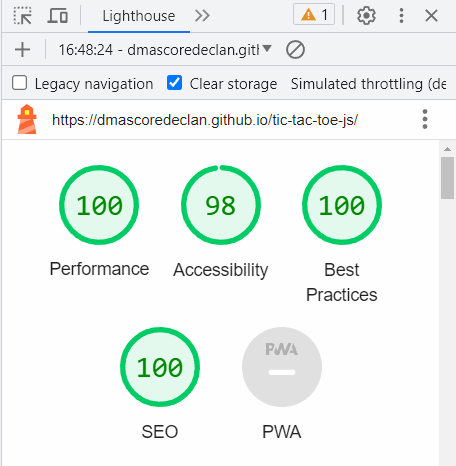 Lighthouse
1
16:48:24 - dmascoredeclan.gitl
Legacy navigation
Clear storage
Simulated throttling (de
https://dmascoredeclan.github.io/tic-tac-toe-js/
100
98
100
Performance
Accessibility
Best
Practices
100
PWA
SEO
PWA